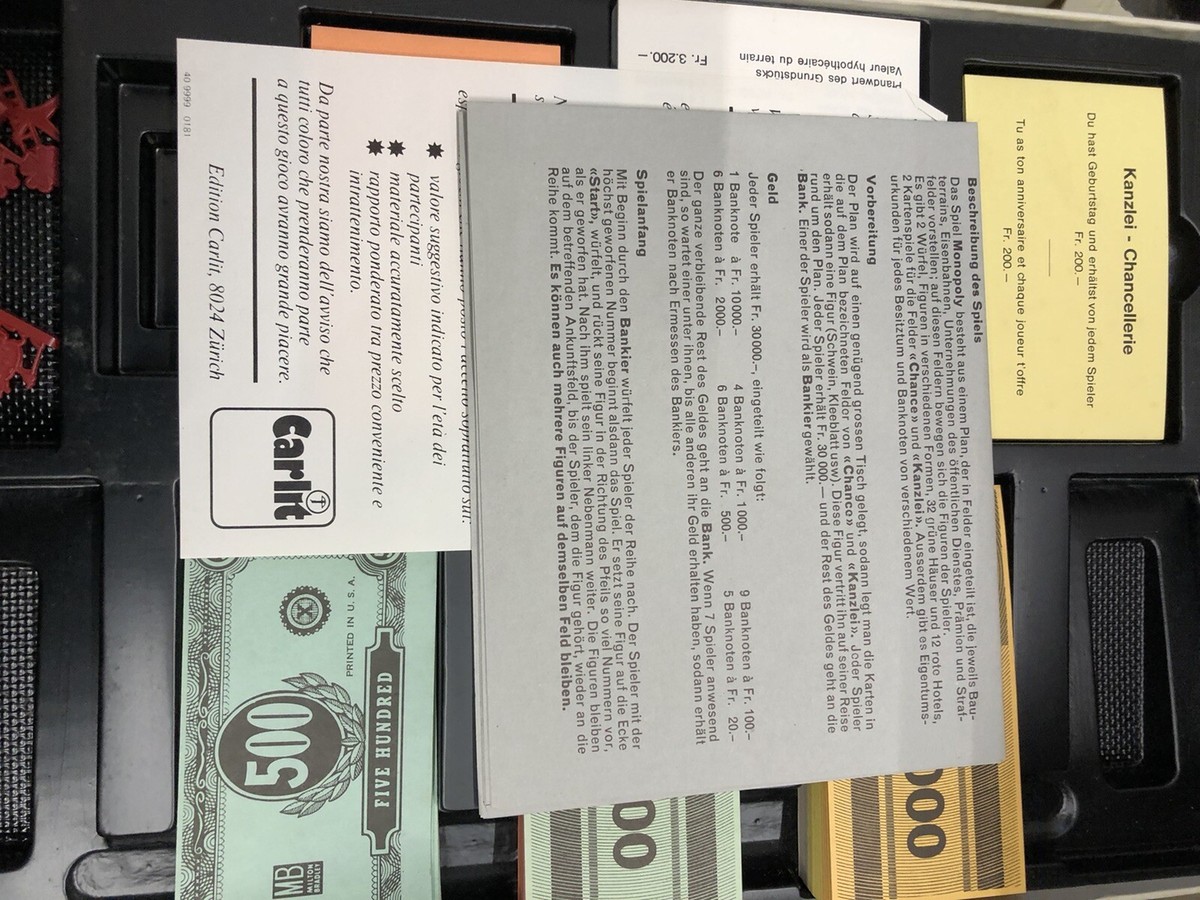 Beschreibung des Spiels
Das Spiel Monopoly besteht aus einem Plan, der in Felder eingeteilt ist, die jeweils Bau-
terrains, Eisenbahnen, Unternehmungen des öffentlichen Dienstes, Prämien und Straf-
felder vorstellen; auf diesen Feldern bewegen sich die Figuren der Spieler.
Es gibt 2 Würfel, Figuren in verschiedenen Formen, 32 grüne Häuser und 12 rote Hotels,
2 Kartenspiele für die Felder «Chance» und «Kanzlei». Ausserdem gibt es Eigentums-
urkunden für jedes Besitztum und Banknoten von verschiedenem Wert.
Vorbereitung
Der Plan wird auf einen genügend grossen Tisch gelegt, sodann legt man die Karten in
die auf dem Plan bezeichneten Felder von «Chance» und «Kanzlei». Jeder Spieler
erhält sodann eine Figur (Schwein, Kleeblatt usw). Diese Figur vertritt ihn auf seiner Reise
rund um den Plan. Jeder Spieler erhält Fr. 30 000.— und der Rest des Geldes geht an die
Bank. Einer der Spieler wird als Bankier gewählt.
Geld
Jeder Spieler erhält Fr. 30000.–, eingeteilt wie folgt:
1 Banknote à Fr. 10000.– 4 Banknoten à Fr. 1000.– 9 Banknoten à Fr. 100.–
6 Banknoten à Fr. 2000.– 6 Banknoten à Fr. 500.– 5 Banknoten à Fr. 20.–
Der ganze verbleibende Rest des Geldes geht an die Bank. Wenn 7 Spieler anwesend
sind, so wartet einer unter ihnen, bis alle anderen ihr Geld erhalten haben, sodann erhält
er Banknoten nach Ermessen des Bankiers.
Spielanfang
Mit Beginn durch den Bankier würfelt jeder Spieler der Reihe nach. Der Spieler mit der
höchst geworfenen Nummer beginnt alsdann das Spiel. Er setzt seine Figur auf die Ecke
«Start», würfelt, und rückt seine Figur in der Richtung des Pfeils so viel Nummern vor,
als er geworfen hat. Nach ihm spielt sein linker Nebenmann weiter. Die Figuren bleiben
auf dem betreffenden Ankunftsfeld, bis der Spieler, dem die Figur gehört, wieder an die
Reihe kommt. Es können auch mehrere Figuren auf demselben Feld bleiben.
Kanzlei - Chancellerie
Du hast Geburtstag und erhältst von jedem Spieler
Fr. 200.–
Tu as ton anniversaire et chaque joueur t'offre
Fr. 200.–
Valeur hypothécaire du terrain
Fr. 3.200.–
valore suggestivo indicato per l'età dei
partecipanti
materiale accuratamente scelto
rapporto ponderato tra prezzo conveniente e
intrattenimento.
Da parte nostra siamo dell'avviso che
tutti coloro che prenderanno parte
a questo gioco avranno grande piacere.
Edition Carlit, 8024 Zürich
carlit
40 9999 0181
PRINTED IN U.S.A.
500
FIVE HUNDRED
MB
MILTON
BRADLEY
00
000